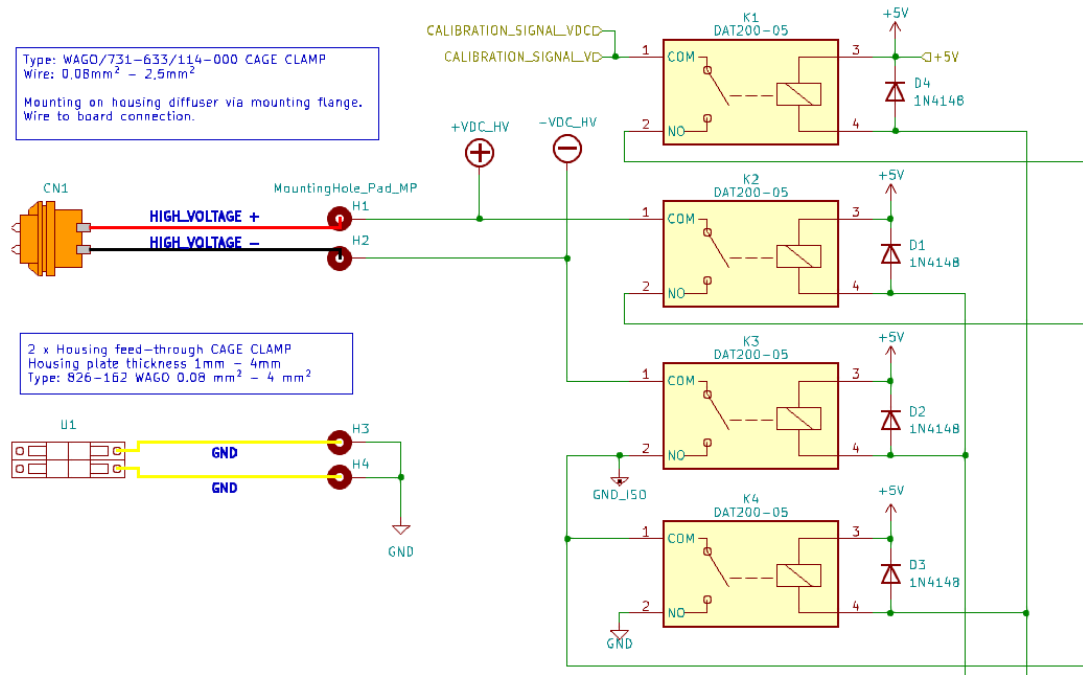 Type: WAGO/731-633/114-000 CAGE CLAMP
Wire: 0,08mm² - 2,5mm²
Mounting on housing diffuser via mounting flange.
Wire to board connection.
CN1
HIGH_VOLTAGE +
HIGH_VOLTAGE -
MountingHole_Pad_MP
H1
H2
+VDC_HV
-VDC_HV
2 x Housing feed-through CAGE CLAMP
Housing plate thickness 1mm - 4mm
Type: 826-162 WAGO 0.08 mm² - 4 mm²
U1
GND
GND
H3
H4
GND
CALIBRATION_SIGNAL_VDC
CALIBRATION_SIGNAL_V
K1
DAT200-05
1
COM
2
NO
3
4
+5V
+5V
D4
1N4148
K2
DAT200-05
1
COM
2
NO
3
4
+5V
D1
1N4148
K3
DAT200-05
1
COM
2
NO
3
4
+5V
D2
1N4148
GND_ISO
K4
DAT200-05
1
COM
2
NO
3
4
+5V
D3
1N4148
GND